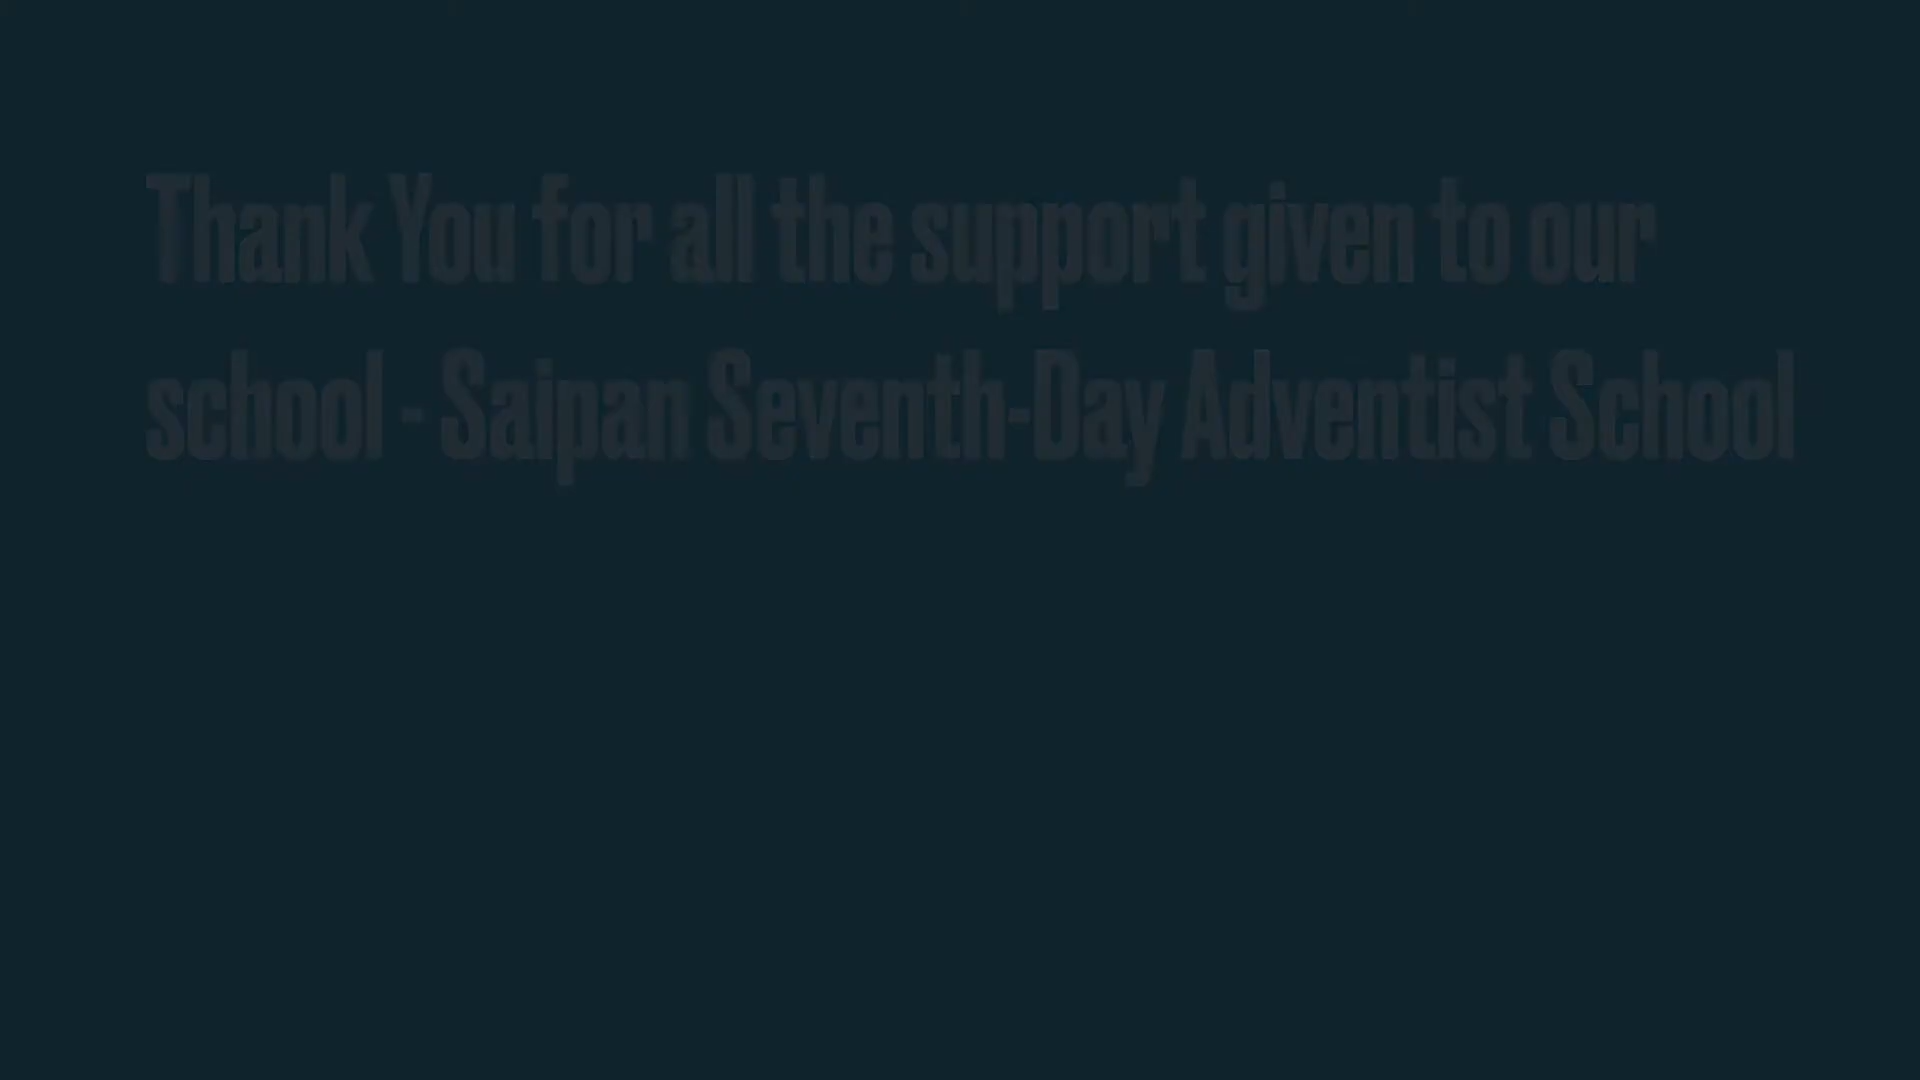 Thank You for all the support given to our
school - Saipan Seventh-Day Adventist School